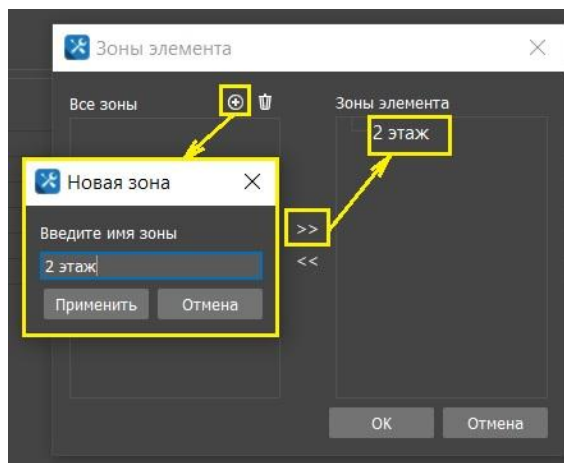 Зоны элемента
Все зоны
Зоны элемента
2 этаж
Новая зона
Введите имя зоны
2 этаж
Применить
Отмена
>>
<<
OK
Отмена